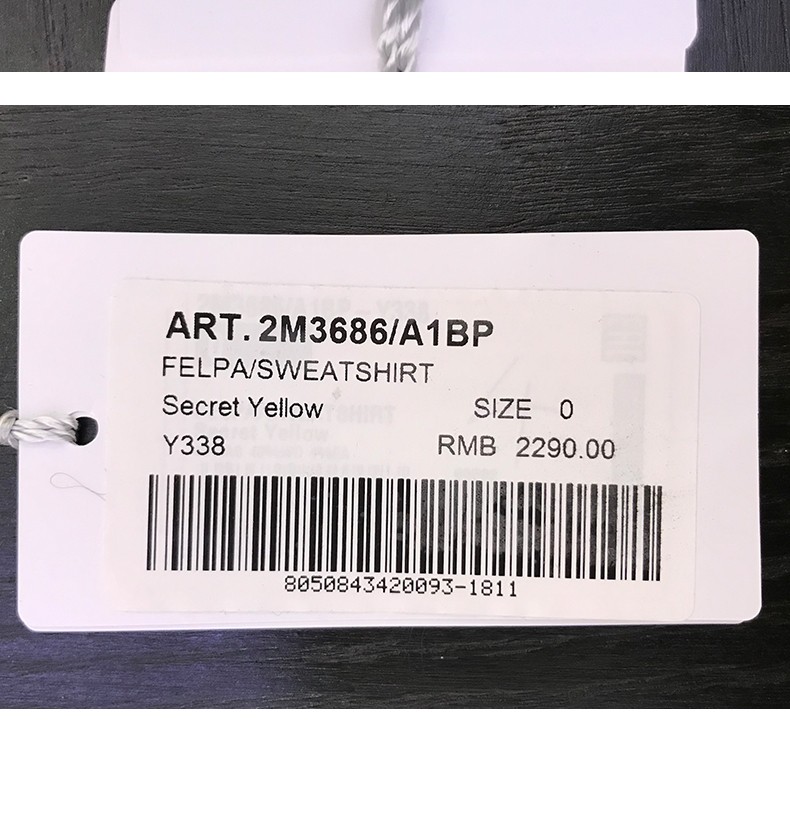 ART. 2M3686/A1BP
FELPA/SWEATSHIRT
Secret Yellow SIZE 0
Y338 RMB 2290.00
8050843420093-1811